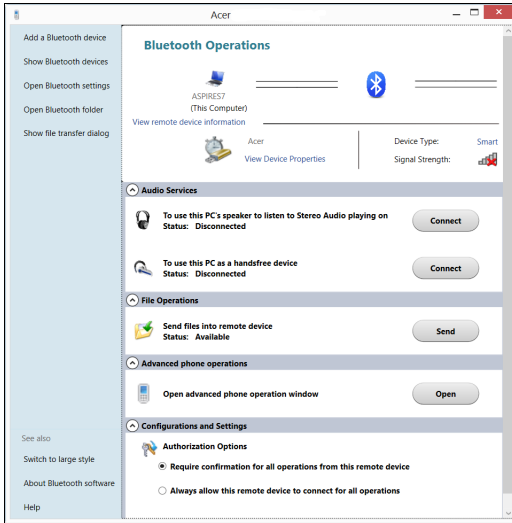 Acer
Add a Bluetooth device
Show Bluetooth devices
Open Bluetooth settings
Open Bluetooth folder
Show file transfer dialog
Bluetooth Operations
ASPIRES7
(This Computer)
View remote device information
Acer
Device Type: Smart
View Device Properties
Signal Strength:
Audio Services
To use this PC's speaker to listen to Stereo Audio playing on
Status: Disconnected
Connect
To use this PC as a handsfree device
Status: Disconnected
Connect
File Operations
Send files into remote device
Status: Available
Send
Advanced phone operations
Open advanced phone operation window
Open
Configurations and Settings
Authorization Options
Require confirmation for all operations from this remote device
Always allow this remote device to connect for all operations
See also
Switch to large style
About Bluetooth software
Help